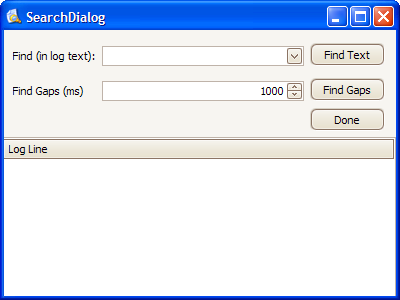 SearchDialog
Find (in log text): Find Text
Find Gaps (ms) 1000 Find Gaps
Done
Log Line